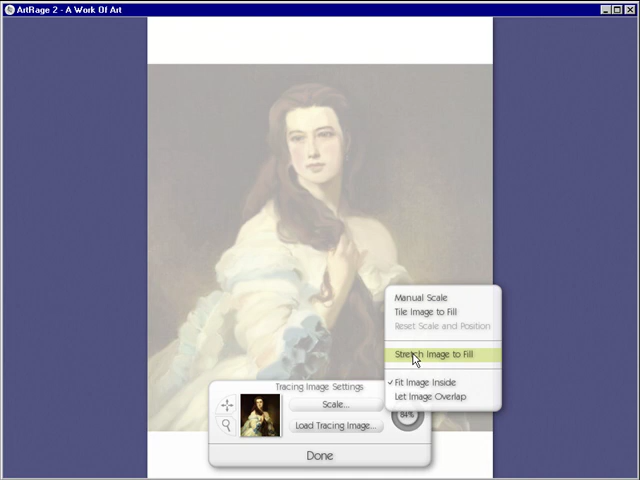 ArtRage 2 - A Work Of Art
Manual Scale
Tile Image to Fill
Reset Scale and Position
Stretch Image to Fill
✓ Fit Image Inside
Let Image Overlap
Tracing Image Settings
Scale...
Load Tracing Image...
84%
Done